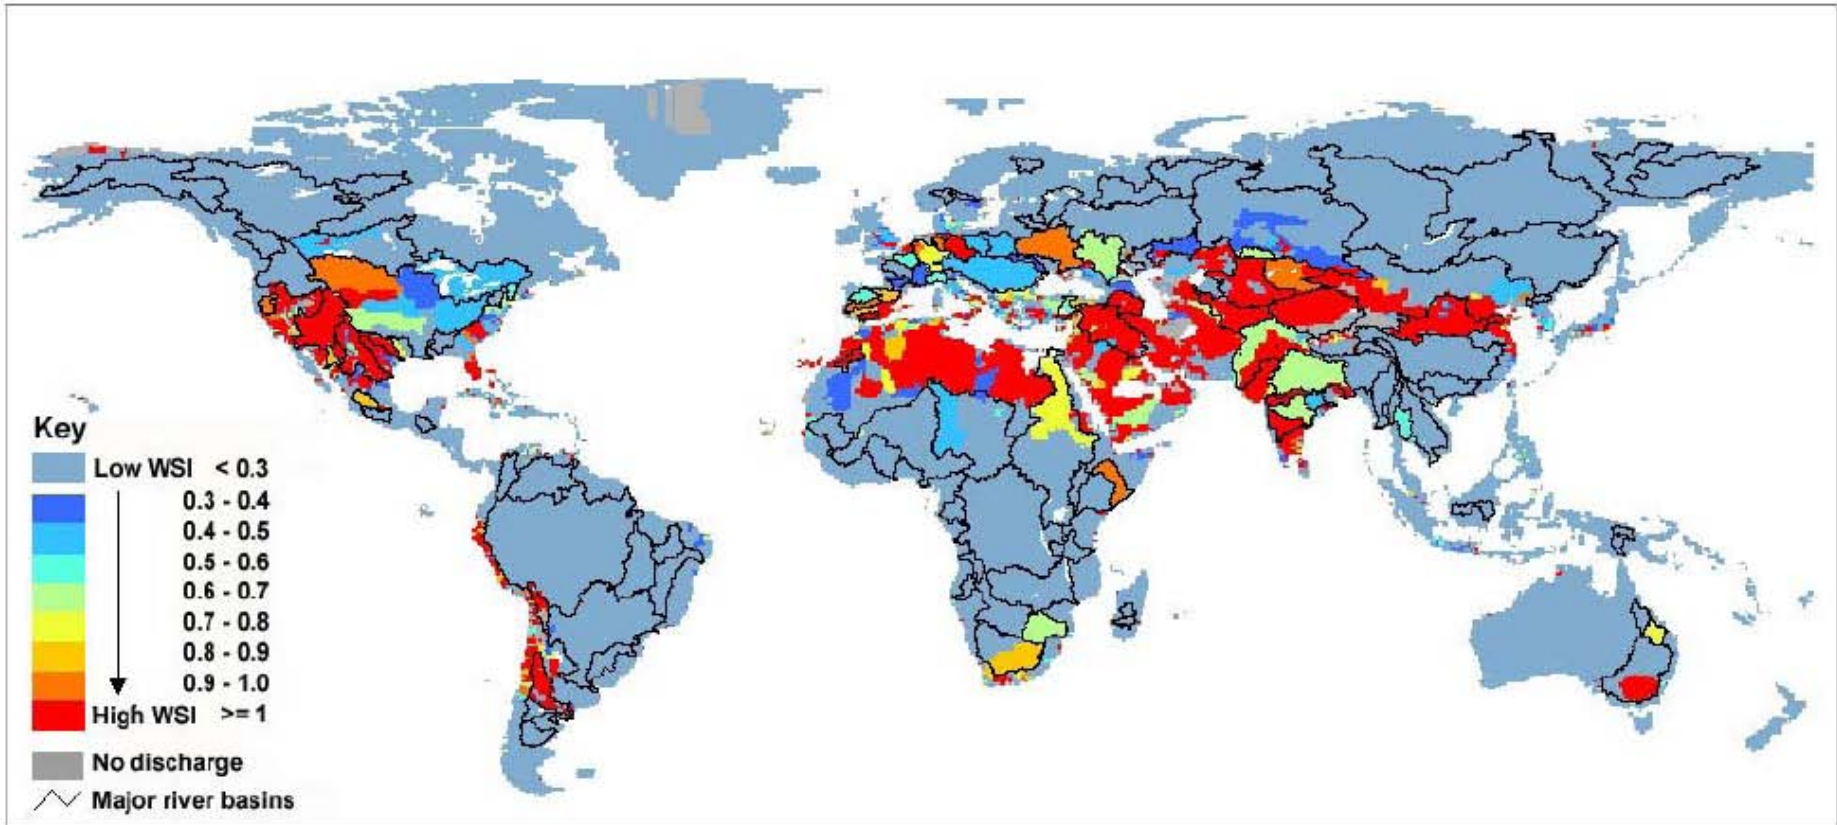 Key
Low WSI < 0.3
0.3 - 0.4
0.4 - 0.5
0.5 - 0.6
0.6 - 0.7
0.7 - 0.8
0.8 - 0.9
0.9 - 1.0
High WSI >= 1
No discharge
Major river basins